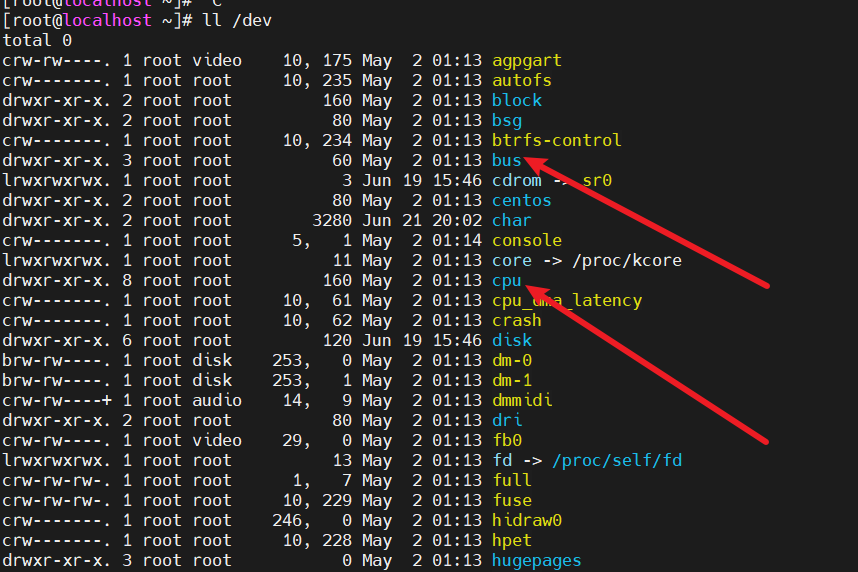 [root@localhost ~]# ^C
[root@localhost ~]# ll /dev
total 0
crw-rw----. 1 root video    10, 175 May  2 01:13 agpgart
crw-------. 1 root root     10, 235 May  2 01:13 autofs
drwxr-xr-x. 2 root root         160 May  2 01:13 block
drwxr-xr-x. 2 root root          80 May  2 01:13 bsg
crw-------. 1 root root     10, 234 May  2 01:13 btrfs-control
drwxr-xr-x. 3 root root          60 May  2 01:13 bus
lrwxrwxrwx. 1 root root           3 Jun 19 15:46 cdrom -> sr0
drwxr-xr-x. 2 root root          80 May  2 01:13 centos
drwxr-xr-x. 2 root root        3280 Jun 21 20:02 char
crw-------. 1 root root      5,   1 May  2 01:14 console
lrwxrwxrwx. 1 root root          11 May  2 01:13 core -> /proc/kcore
drwxr-xr-x. 8 root root         160 May  2 01:13 cpu
crw-------. 1 root root     10,  61 May  2 01:13 cpu_dma_latency
crw-------. 1 root root     10,  62 May  2 01:13 crash
drwxr-xr-x. 6 root root         120 Jun 19 15:46 disk
brw-rw----. 1 root disk    253,   0 May  2 01:13 dm-0
brw-rw----. 1 root disk    253,   1 May  2 01:13 dm-1
crw-rw----+ 1 root audio    14,   9 May  2 01:13 dmmidi
drwxr-xr-x. 2 root root          80 May  2 01:13 dri
crw-rw----. 1 root video    29,   0 May  2 01:13 fb0
lrwxrwxrwx. 1 root root          13 May  2 01:13 fd -> /proc/self/fd
crw-rw-rw-. 1 root root      1,   7 May  2 01:13 full
crw-rw-rw-. 1 root root     10, 229 May  2 01:13 fuse
crw-------. 1 root root    246,   0 May  2 01:13 hidraw0
crw-------. 1 root root     10, 228 May  2 01:13 hpet
drwxr-xr-x. 3 root root           0 May  2 01:13 hugepages